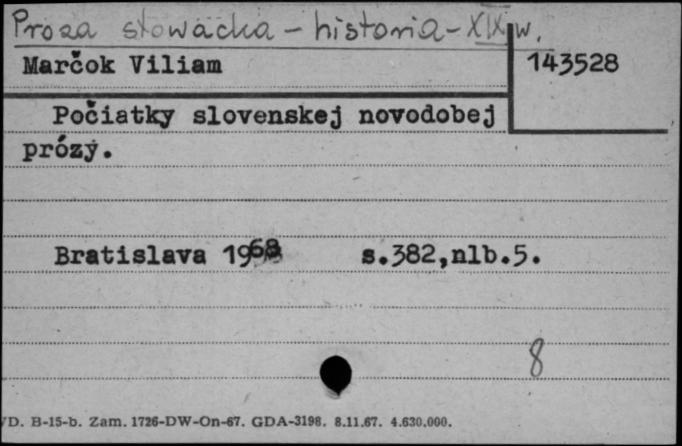 Proza słowacka - historia - XIX w.
Marčok Viliam 143528
Počiatky slovenskej novodobej
prózy.
Bratislava 1968 s.382,nlb.5.
8
D. B-15-b. Zam. 1726-DW-On-67. GDA-3198. 8.11.67. 4.630.000.